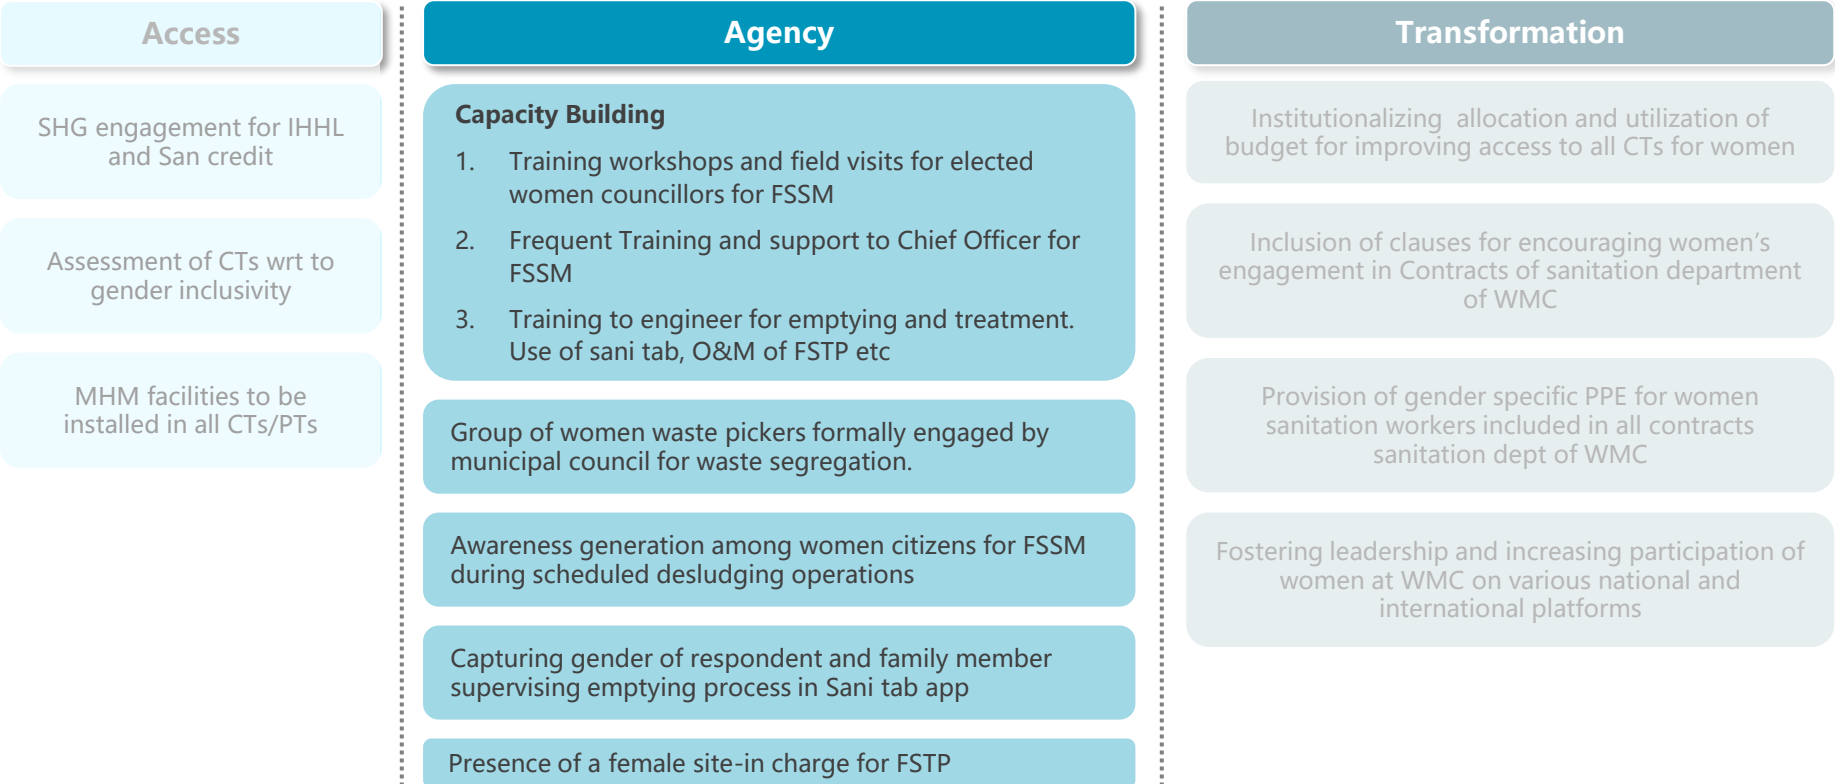 Access
SHG engagement for IHHL
and San credit
Assessment of CTs wrt to
gender inclusivity
MHM facilities to be
installed in all CTs/PTs
Agency
Capacity Building
1. Training workshops and field visits for elected
women councillors for FSSM
2. Frequent Training and support to Chief Officer for
FSSM
3. Training to engineer for emptying and treatment.
Use of sani tab, O&M of FSTP etc
Group of women waste pickers formally engaged by
municipal council for waste segregation.
Awareness generation among women citizens for FSSM
during scheduled desludging operations
Capturing gender of respondent and family member
supervising emptying process in Sani tab app
Presence of a female site-in charge for FSTP
Transformation
Institutionalizing allocation and utilization of
budget for improving access to all CTs for women
Inclusion of clauses for encouraging women’s
engagement in Contracts of sanitation department
of WMC
Provision of gender specific PPE for women
sanitation workers included in all contracts
sanitation dept of WMC
Fostering leadership and increasing participation of
women at WMC on various national and
international platforms